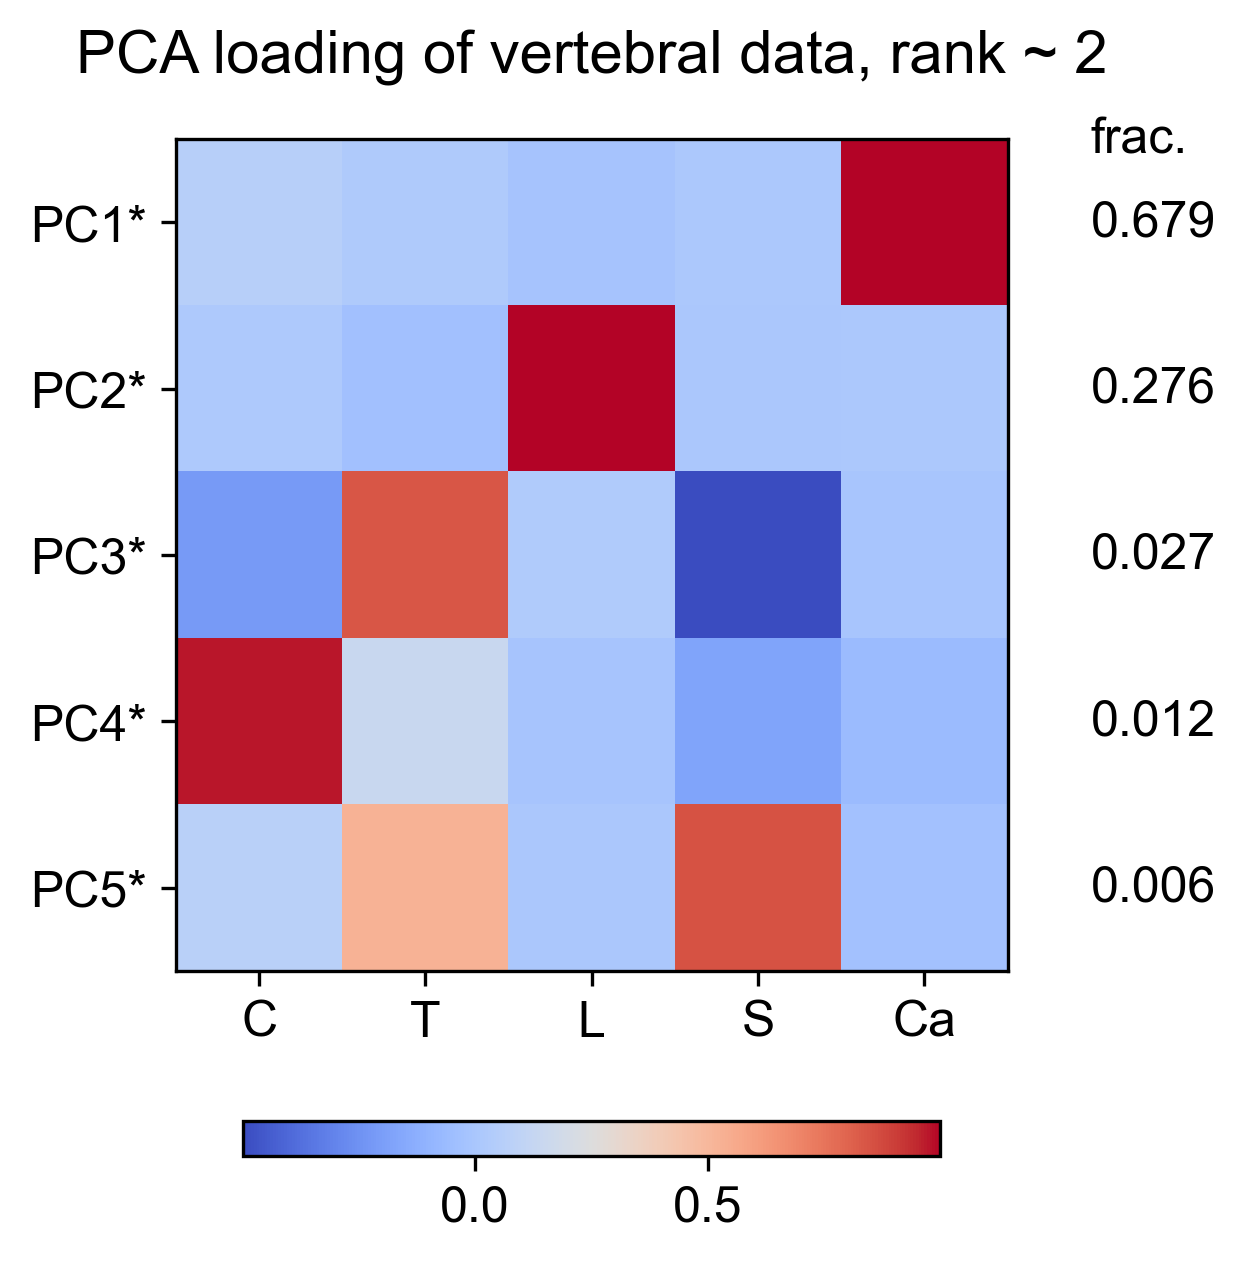 PCA loading of vertebral data, rank ~ 2
frac.
PC1* 0.679
PC2* 0.276
PC3* 0.027
PC4* 0.012
PC5* 0.006
C T L S Ca
0.0 0.5